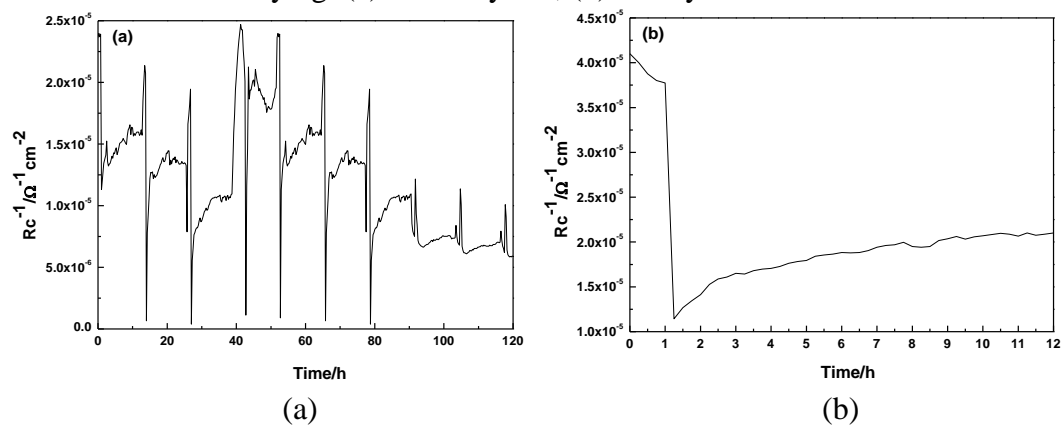 (a)
2.5x10-5
2.0x10-5
1.5x10-5
1.0x10-5
5.0x10-6
0.0
0 20 40 60 80 100 120
Rc-1/Ω-1cm-2
Time/h
(a)
(b)
4.5x10-5
4.0x10-5
3.5x10-5
3.0x10-5
2.5x10-5
2.0x10-5
1.5x10-5
1.0x10-5
0 1 2 3 4 5 6 7 8 9 10 11 12
Rc-1/Ω-1cm-2
Time/h
(b)